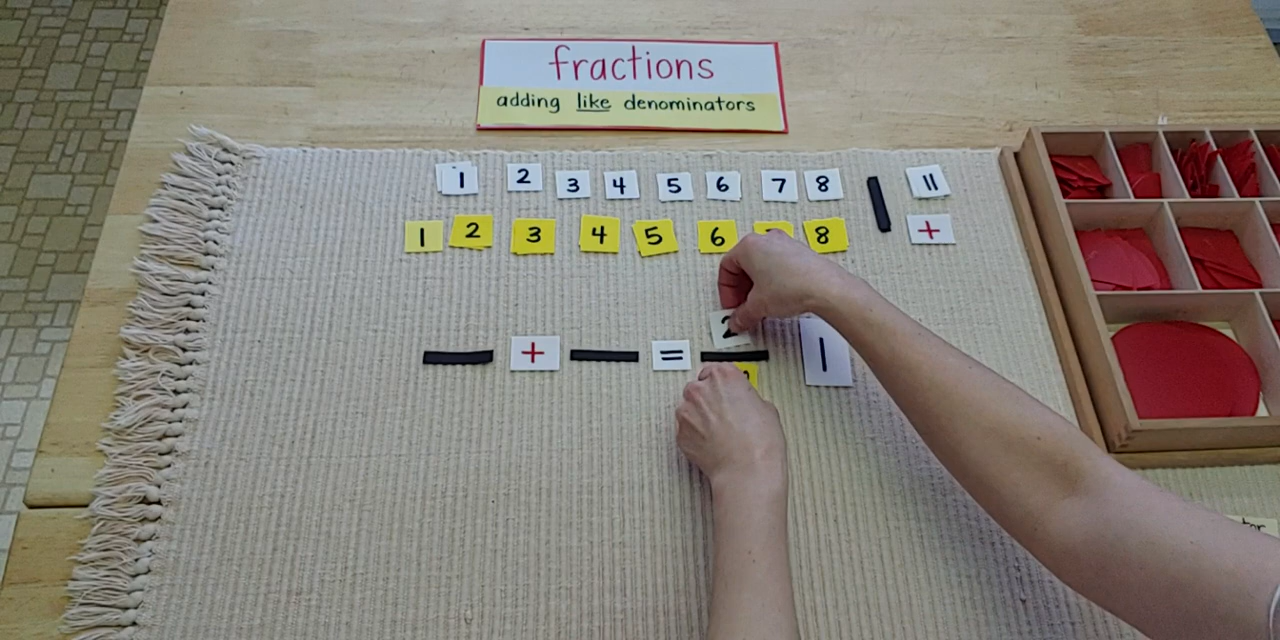 fractions
adding like denominators
1 2 3 4 5 6 7 8
=
1 2 3 4 5 6 8 +
+ = 2 1